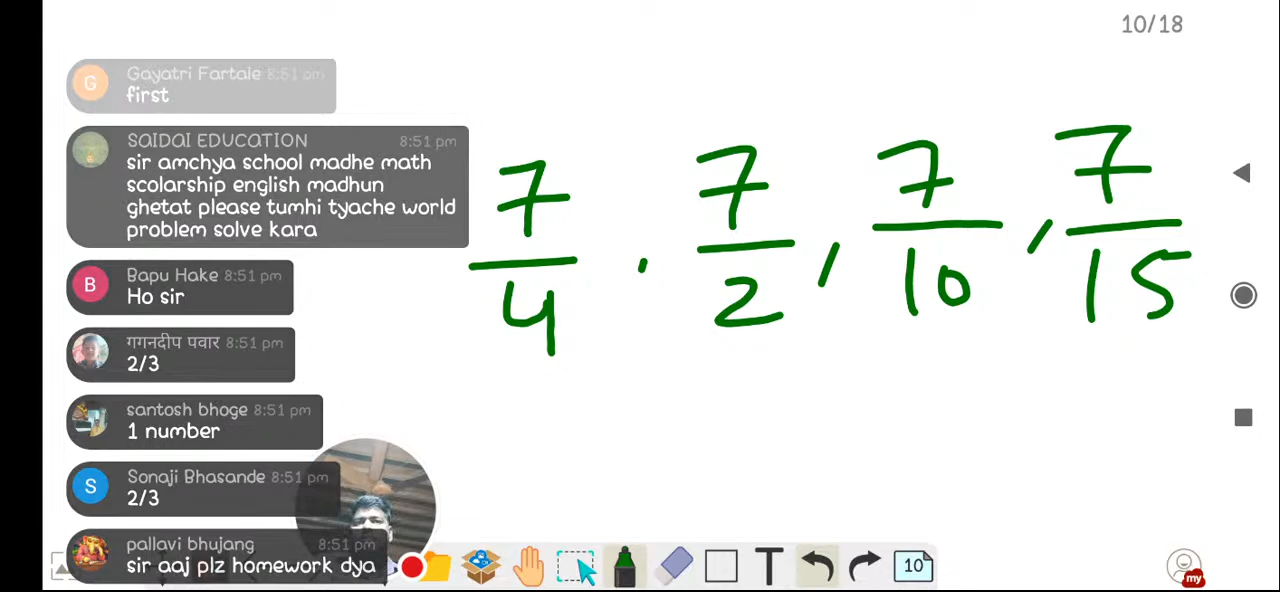 10/18
Gayatri Fartale 8:51 pm
first
SAIDAI EDUCATION 8:51 pm
sir amchya school madhe math
scolarship english madhun
ghetat please tumhi tyache world
problem solve kara
Bapu Hake 8:51 pm
Ho sir
गगनदीप पवार 8:51 pm
2/3
santosh bhoge 8:51 pm
1 number
Sonaji Bhasande 8:51 pm
2/3
pallavi bhujang 8:51 pm
sir aaj plz homework dya
7/4 . 7/2 , 7/10 , 7/15
G
B
S
T
10
my